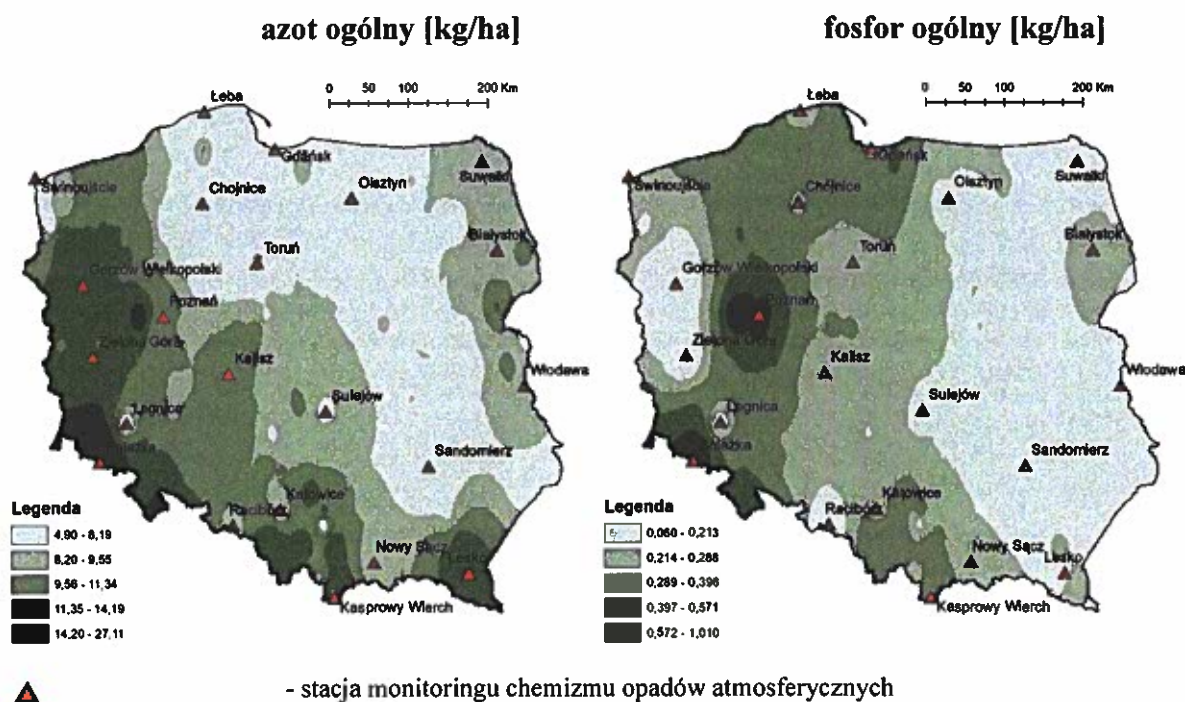 azot ogólny [kg/ha]
fosfor ogólny [kg/ha]
0 50 100 200 Km
Łeba
Gdańsk
Świnoujście
Chojnice
Olsztyn
Suwałki
Toruń
Białystok
Gorzów Wielkopolski
Poznań
Zielona Góra
Kalisz
Włodawa
Legnica
Sulejów
Śnieżka
Sandomierz
Racibórz
Katowice
Nowy Sącz
Lesko
Kasprowy Wierch
Legenda
4,90 - 8,19
8,20 - 9,55
9,56 - 11,34
11,35 - 14,19
14,20 - 27,11
0 50 100 200 Km
Łeba
Gdańsk
Świnoujście
Chojnice
Olsztyn
Suwałki
Toruń
Białystok
Gorzów Wielkopolski
Poznań
Zielona Góra
Kalisz
Włodawa
Legnica
Sulejów
Śnieżka
Sandomierz
Racibórz
Katowice
Nowy Sącz
Lesko
Kasprowy Wierch
Legenda
0,060 - 0,213
0,214 - 0,288
0,289 - 0,396
0,397 - 0,571
0,572 - 1,010
- stacja monitoringu chemizmu opadów atmosferycznych